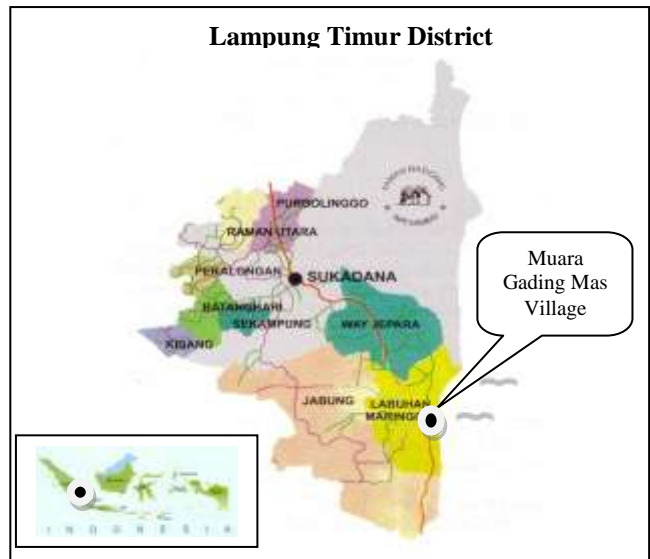 Lampung Timur District
PURBOLINGGO
RAMAN UTARA
PEKALONGAN
SUKADANA
BATANGHARI
SEKAMPUNG
WAY JEPARA
KIBANG
JABUNG
LABUHAN
MARINGGAI
Muara
Gading Mas
Village
I N D O N E S I A